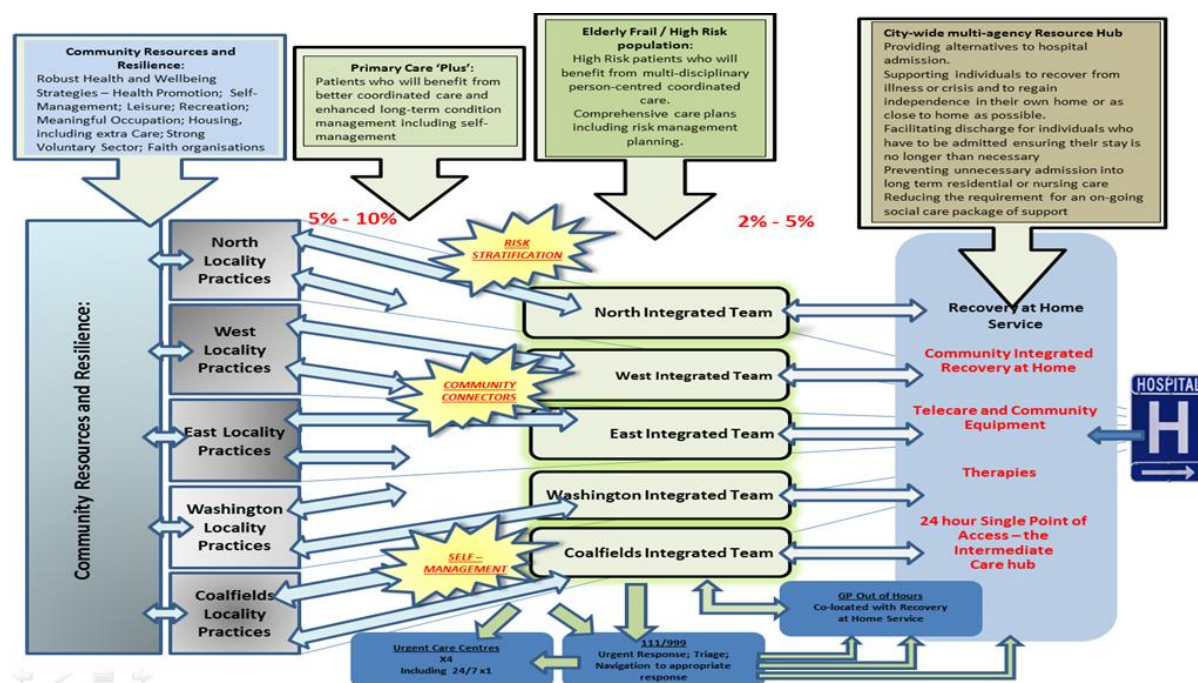 Community Resources and
Resilience:
Robust Health and Wellbeing
Strategies – Health Promotion; Self-
Management; Leisure; Recreation;
Meaningful Occupation; Housing,
including extra Care; Strong
Voluntary Sector; Faith organisations
Primary Care ‘Plus’:
Patients who will benefit from
better coordinated care and
enhanced long-term condition
management including self-
management
Elderly Frail / High Risk
population:
High Risk patients who will
benefit from multi-disciplinary
person-centred coordinated
care.
Comprehensive care plans
including risk management
planning.
City-wide multi-agency Resource Hub
Providing alternatives to hospital
admission.
Supporting individuals to recover from
illness or crisis and to regain
independence in their own home or as
close to home as possible.
Facilitating discharge for individuals who
have to be admitted ensuring their stay is
no longer than necessary
Preventing unnecessary admission into
long term residential or nursing care
Reducing the requirement for an on-going
social care package of support
5% - 10%
2% - 5%
Community Resources and Resilience:
North
Locality
Practices
West
Locality
Practices
East Locality
Practices
Washington
Locality
Practices
Coalfields
Locality
Practices
RISK
STRATIFICATION
COMMUNITY
CONNECTORS
SELF –
MANAGEMENT
North Integrated Team
West Integrated Team
East Integrated Team
Washington Integrated Team
Coalfields Integrated Team
Recovery at Home
Service
Community Integrated
Recovery at Home
Telecare and Community
Equipment
Therapies
24 hour Single Point of
Access – the
Intermediate
Care hub
HOSPITAL
H
GP Out of Hours
Co-located with Recovery
at Home Service
Urgent Care Centres
X4
Including 24/7 x1
111/999
Urgent Response; Triage;
Navigation to appropriate
response